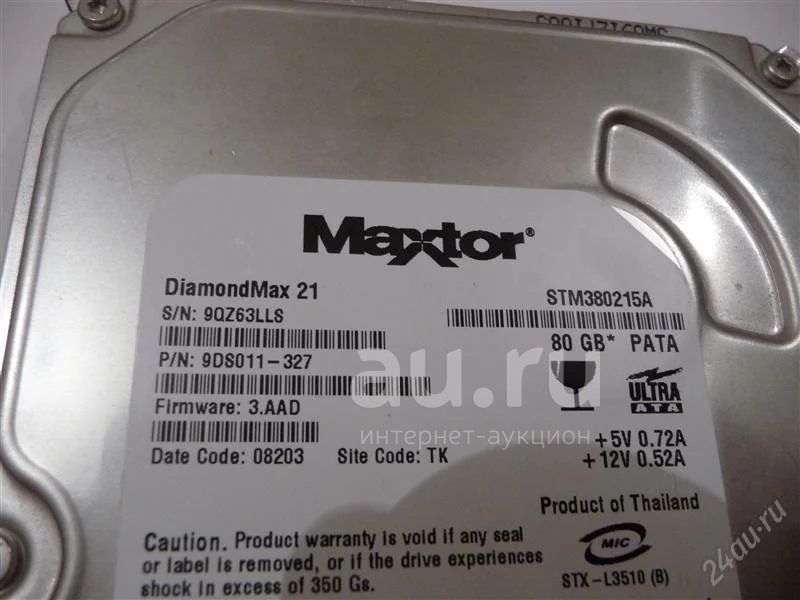 Maxtor®
DiamondMax 21
STM380215A
S/N: 9QZ63LLS
80 GB* PATA
P/N: 9DS011-327
ULTRA
ATA
Firmware: 3.AAD
+5V 0.72A
Date Code: 08203 Site Code: TK
+12V 0.52A
Product of Thailand
Caution. Product warranty is void if any seal
or label is removed, or if the drive experiences
shock in excess of 350 Gs.
MIC
STX-L3510 (B)
au.ru
интернет-аукцион
24au.ru